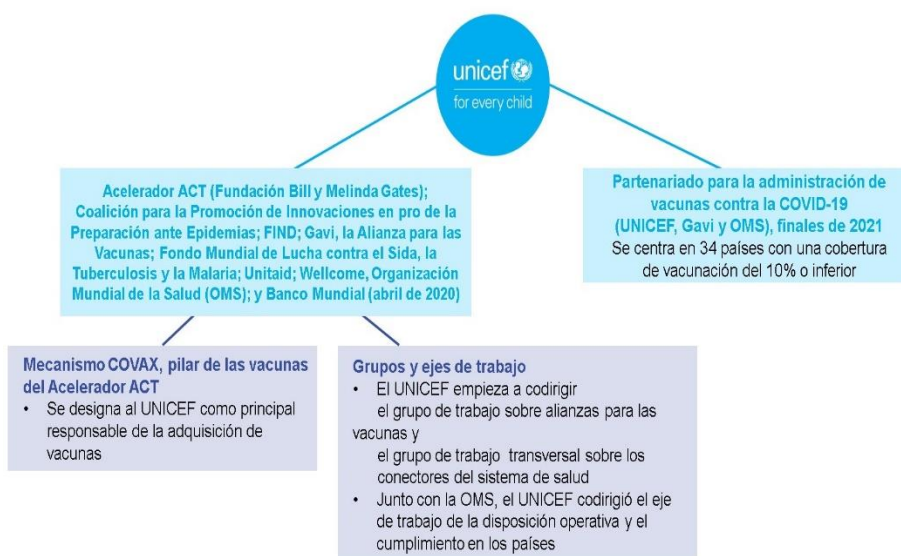 unicef
for every child
Acelerador ACT (Fundación Bill y Melinda Gates);
Coalición para la Promoción de Innovaciones en pro de la
Preparación ante Epidemias; FIND; Gavi, la Alianza para las
Vacunas; Fondo Mundial de Lucha contra el Sida, la
Tuberculosis y la Malaria; Unitaid; Wellcome, Organización
Mundial de la Salud (OMS); y Banco Mundial (abril de 2020)
Partenariado para la administración de
vacunas contra la COVID-19
(UNICEF, Gavi y OMS), finales de 2021
Se centra en 34 países con una cobertura
de vacunación del 10% o inferior
Mecanismo COVAX, pilar de las vacunas
del Acelerador ACT
• Se designa al UNICEF como principal
responsable de la adquisición de
vacunas
Grupos y ejes de trabajo
• El UNICEF empieza a codirigir
el grupo de trabajo sobre alianzas para las
vacunas y
el grupo de trabajo transversal sobre los
conectores del sistema de salud
• Junto con la OMS, el UNICEF codirigió el eje
de trabajo de la disposición operativa y el
cumplimiento en los países